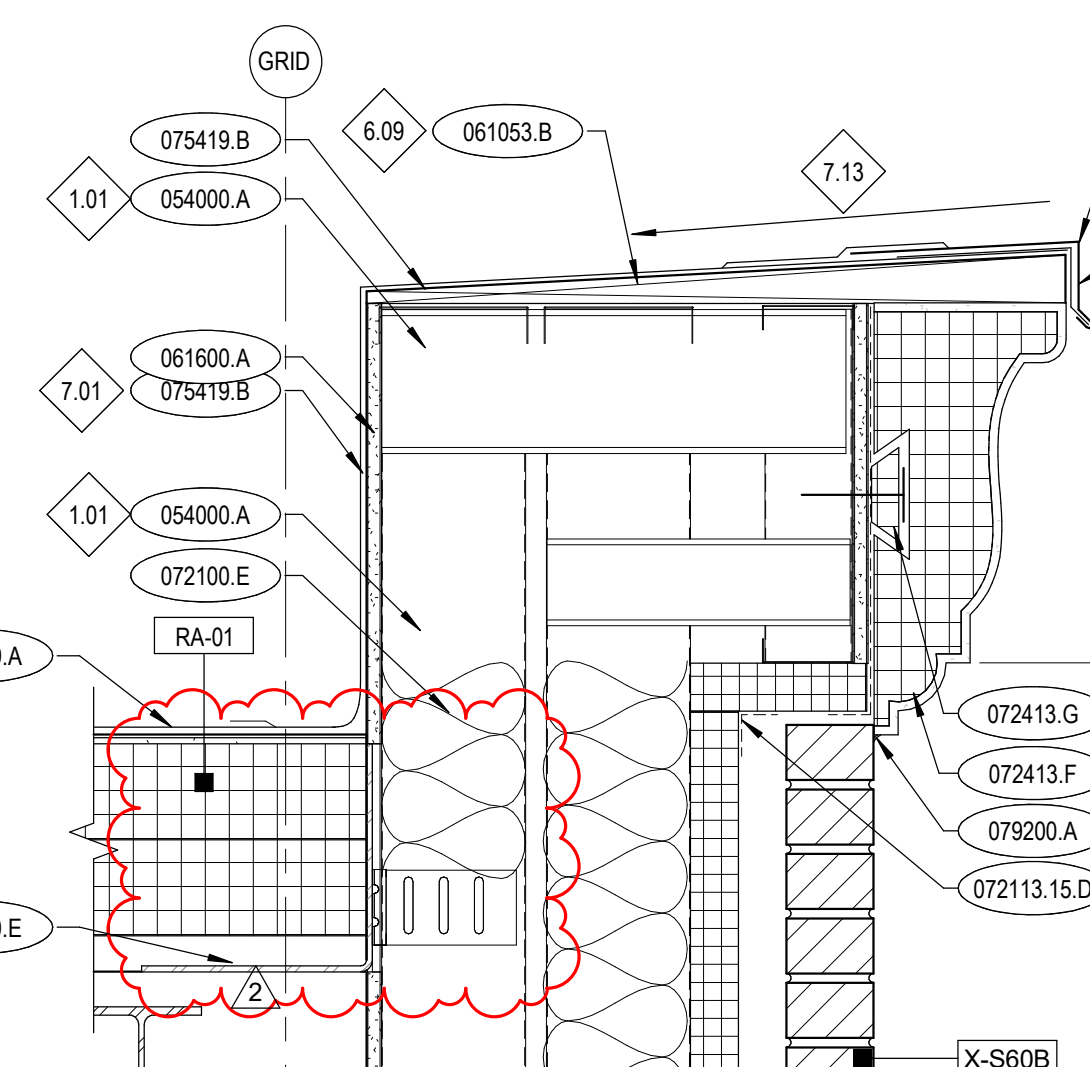 GRID
075419.B
6.09
061053.B
7.13
1.01
054000.A
061600.A
7.01
075419.B
1.01
054000.A
072100.E
RA-01
.A
072413.G
072413.F
079200.A
072113.15.D
.E
2
X-S60B